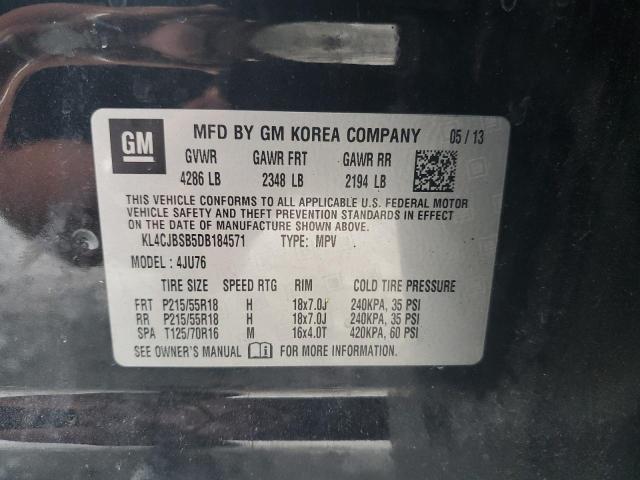 GM
MFD BY GM KOREA COMPANY 05 / 13
GVWR GAWR FRT GAWR RR
4286 LB 2348 LB 2194 LB
THIS VEHICLE CONFORMS TO ALL APPLICABLE U.S. FEDERAL MOTOR
VEHICLE SAFETY AND THEFT PREVENTION STANDARDS IN EFFECT
ON THE DATE OF MANUFACTURE SHOWN ABOVE.
KL4CJBSB5DB184571 TYPE: MPV
MODEL : 4JU76
TIRE SIZE SPEED RTG RIM COLD TIRE PRESSURE
FRT P215/55R18 H 18x7.0J 240KPA, 35 PSI
RR P215/55R18 H 18x7.0J 240KPA, 35 PSI
SPA T125/70R16 M 16x4.0T 420KPA, 60 PSI
SEE OWNER'S MANUAL FOR MORE INFORMATION.